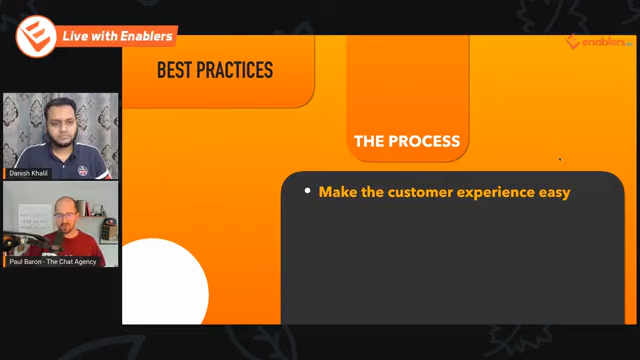 Live with Enablers
enablers
BEST PRACTICES
THE PROCESS
Make the customer experience easy
Danish Khalil
Paul Baron - The Chat Agency